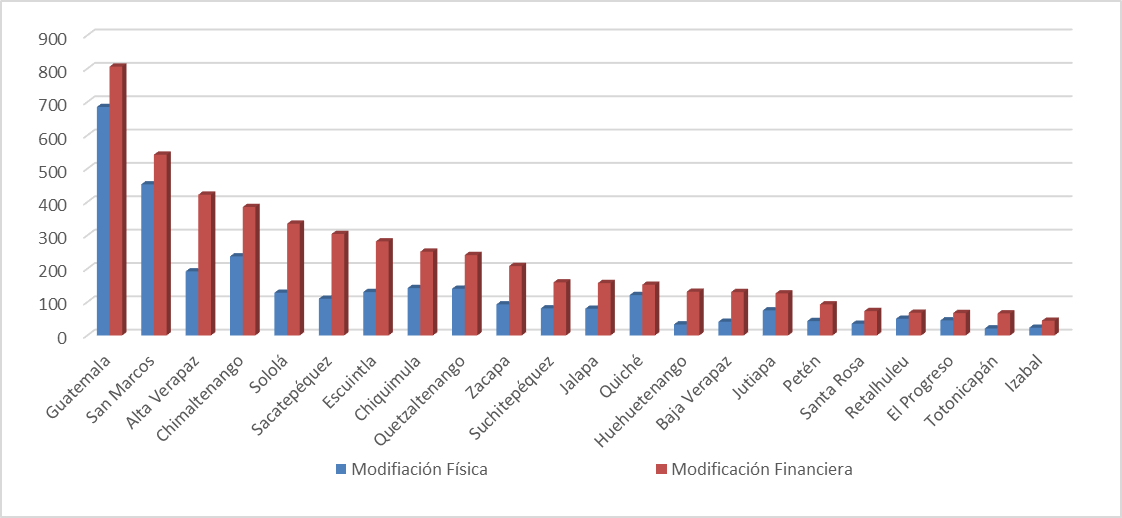 900
800
700
600
500
400
300
200
100
0
Guatemala
San Marcos
Alta Verapaz
Chimaltenango
Sololá
Sacatepéquez
Escuintla
Chiquimula
Quetzaltenango
Zacapa
Suchitepéquez
Jalapa
Quiché
Huehuetenango
Baja Verapaz
Jutiapa
Petén
Santa Rosa
Retalhuleu
El Progreso
Totonicapán
Izabal
Modifiación Física
Modificación Financiera